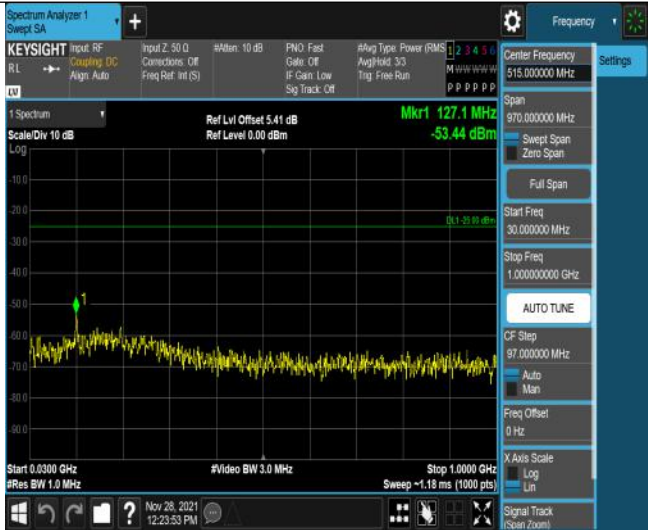 Spectrum Analyzer 1
Swept SA
+
Frequency
KEYSIGHT
RL
Input: RF
Coupling: DC
Align: Auto
Input Z: 50 Ω
Corrections: Off
Freq Ref: Int (S)
#Atten: 10 dB
PNO: Fast
Gate: Off
IF Gain: Low
Sig Track: Off
#Avg Type: Power (RMS
Avg|Hold: 3/3
Trig: Free Run
1 2 3 4 5 6
M W W W W W
P P P P P P
LV
1 Spectrum
Scale/Div 10 dB
Log
Ref Lvl Offset 5.41 dB
Ref Level 0.00 dBm
Mkr1 127.1 MHz
-53.44 dBm
-10.0
-20.0
DL1 -25.00 dBm
-30.0
-40.0
-50.0
1
-60.0
-70.0
-80.0
-90.0
Start 0.0300 GHz
#Res BW 1.0 MHz
#Video BW 3.0 MHz
Stop 1.0000 GHz
Sweep ~1.18 ms (1000 pts)
?
Nov 28, 2021
12:23:53 PM
Center Frequency
515.000000 MHz
Settings
Span
970.000000 MHz
Swept Span
Zero Span
Full Span
Start Freq
30.000000 MHz
Stop Freq
1.000000000 GHz
AUTO TUNE
CF Step
97.000000 MHz
Auto
Man
Freq Offset
0 Hz
X Axis Scale
Log
Lin
Signal Track
(Span Zoom)